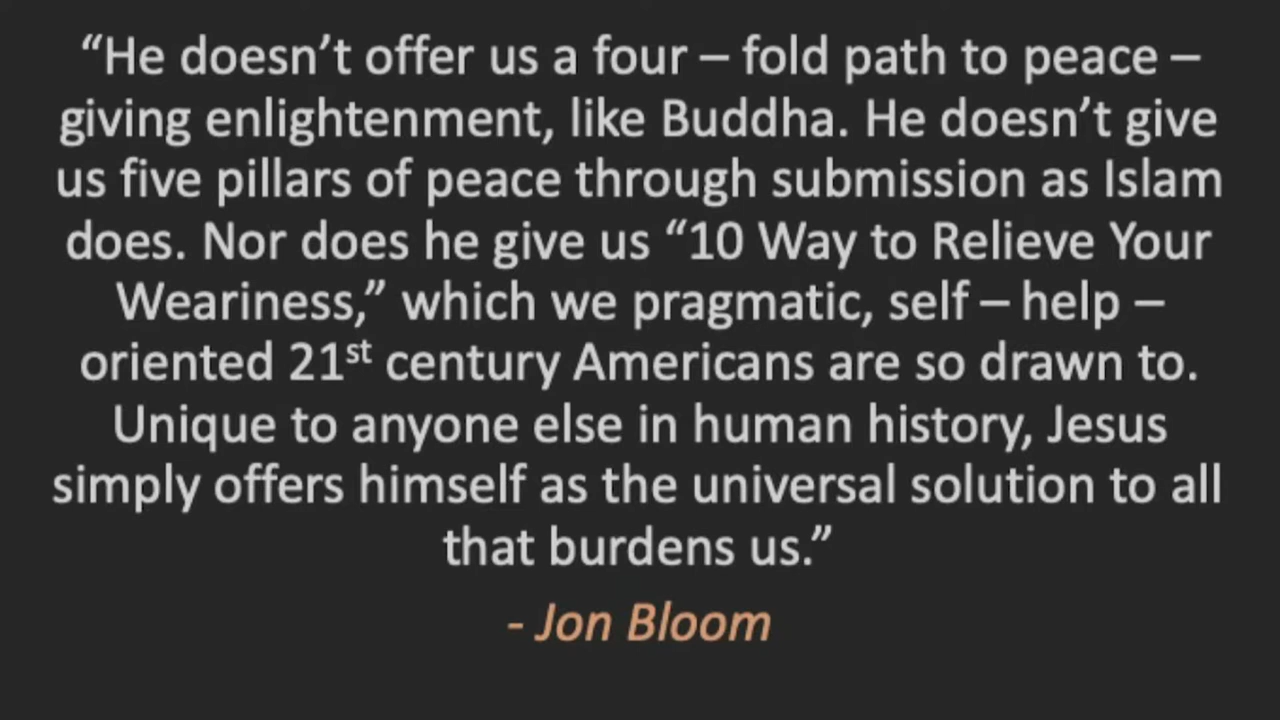 “He doesn’t offer us a four – fold path to peace –
giving enlightenment, like Buddha. He doesn’t give
us five pillars of peace through submission as Islam
does. Nor does he give us “10 Way to Relieve Your
Weariness,” which we pragmatic, self – help –
oriented 21st century Americans are so drawn to.
Unique to anyone else in human history, Jesus
simply offers himself as the universal solution to all
that burdens us.”
- Jon Bloom